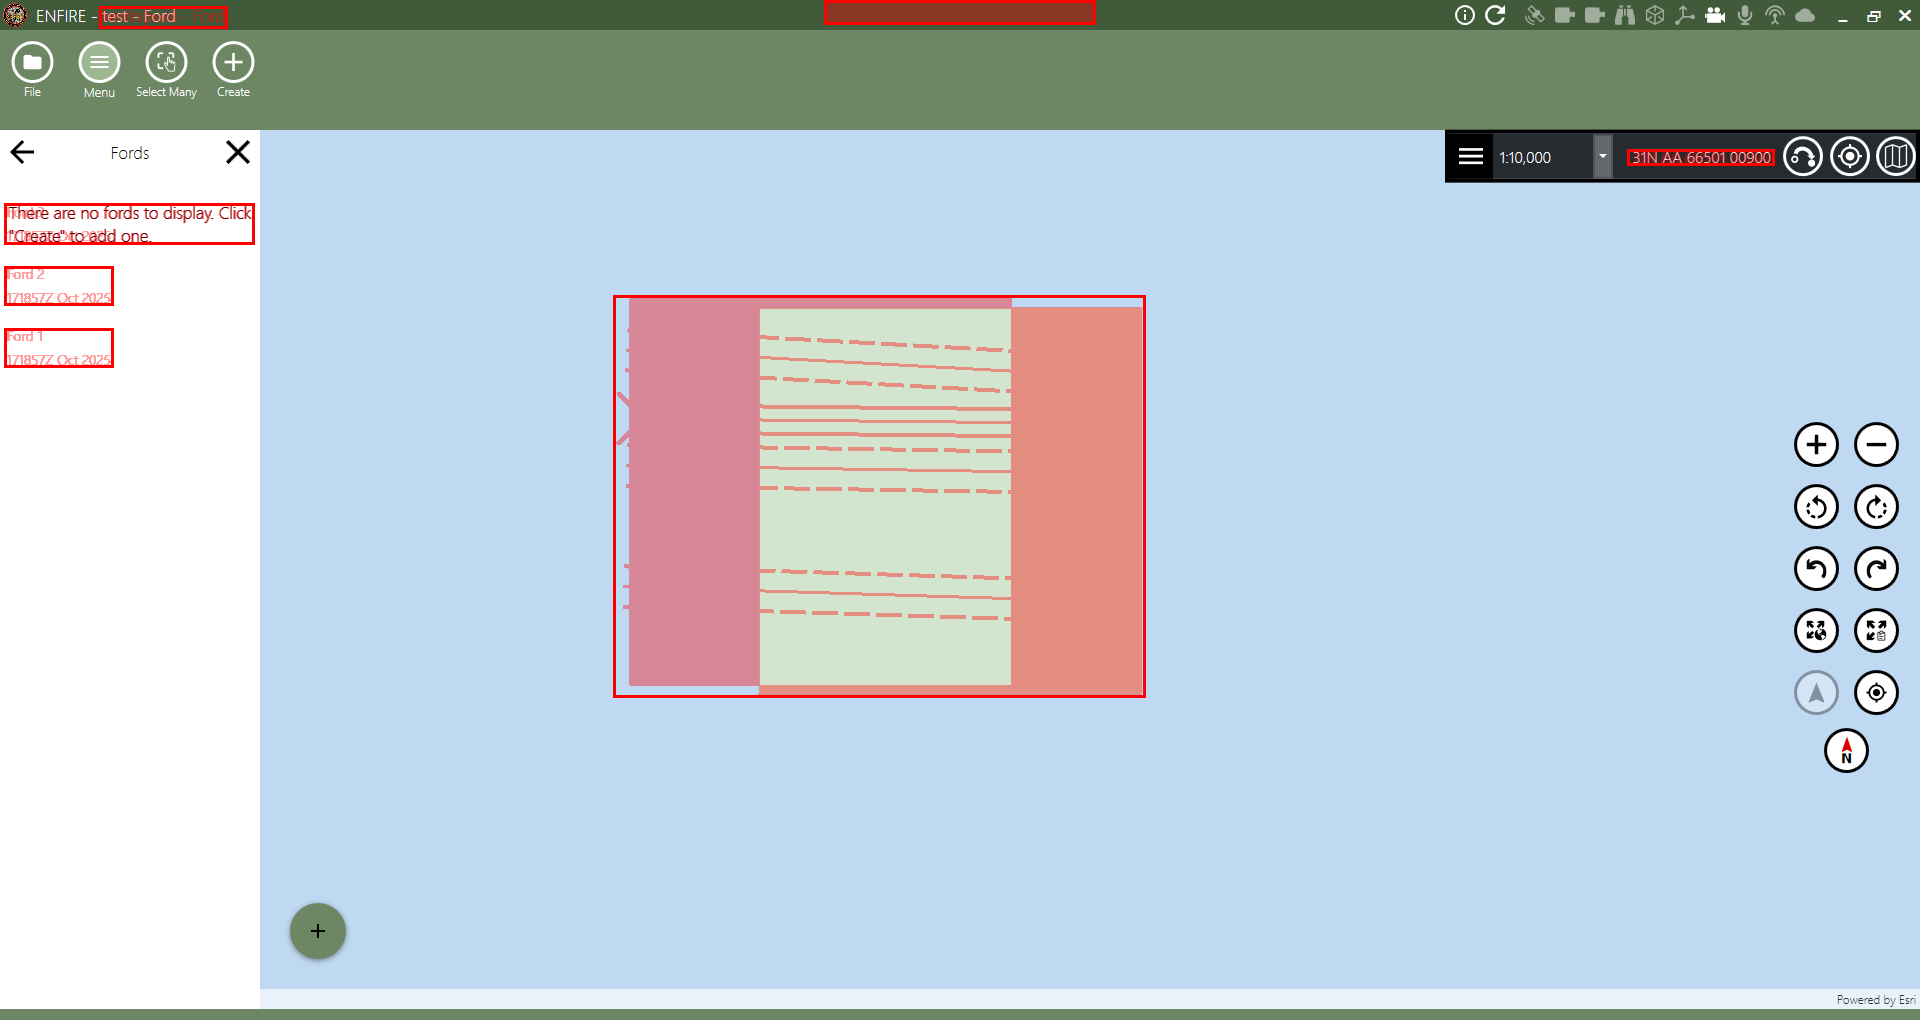 ENFIRE - test - Ford
File
Menu
Select Many
Create
Fords
1:10,000
31N AA 66501 00900
There are no fords to display. Click
"Create" to add one.
Ford 2
171857Z Oct 2025
Ford 1
171857Z Oct 2025
N
Powered by Esri